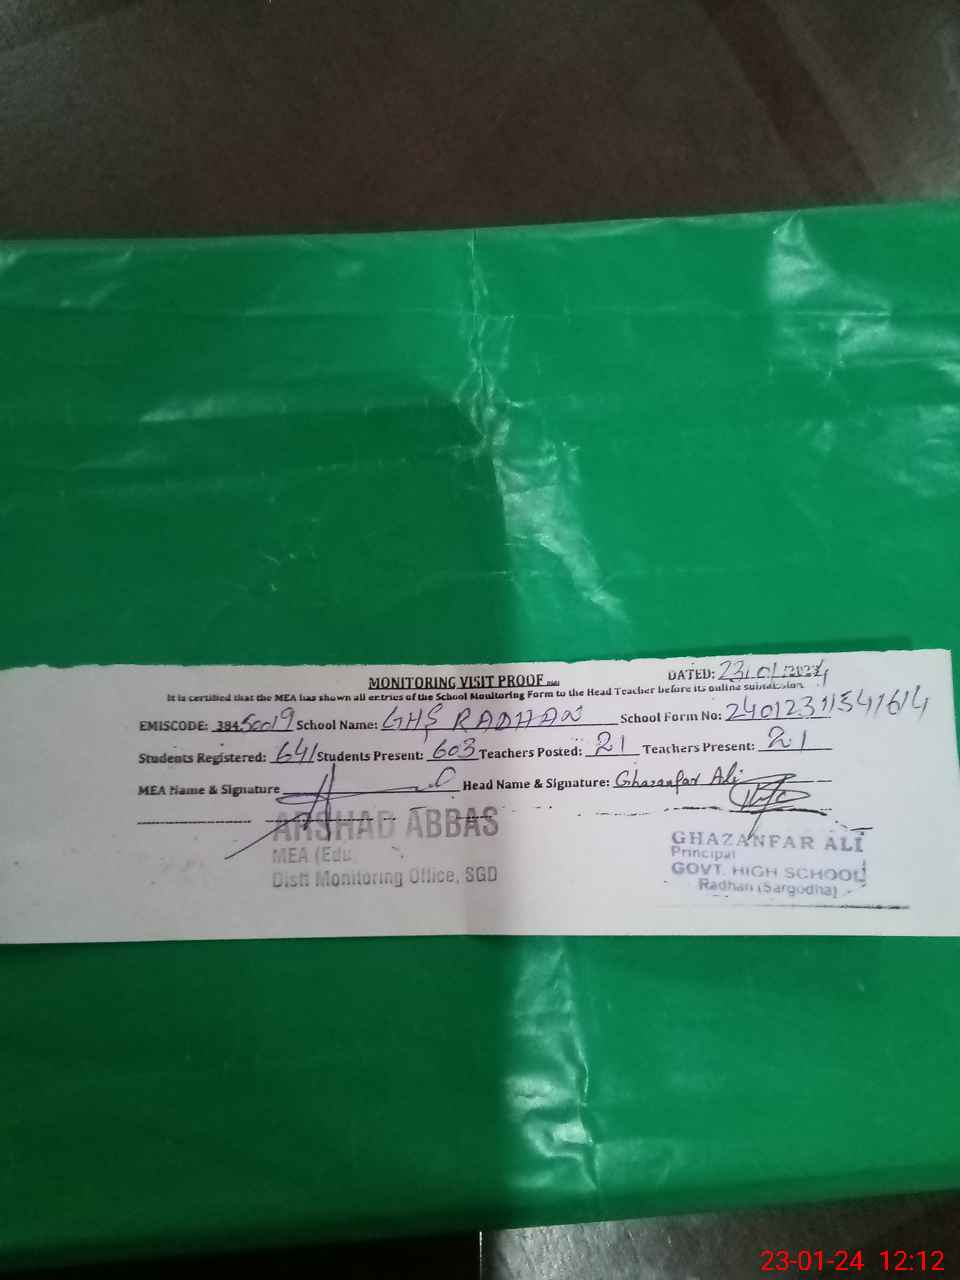 MONITORING VISIT PROOF
DATED: 23/01/2024
It is certified that the MEA has shown all entries of the School Monitoring Form to the Head Teacher before its online submission.
EMISCODE: 38450019 School Name: GHS RADHAN School Form No:
Students Registered: 641 Students Present: 603 Teachers Posted: 21 Teachers Present: 21
MEA Name & Signature Head Name & Signature: Ghazanfar Ali
ARSHAD ABBAS
MEA (Edu
Distt Monitoring Office, SGD
GHAZANFAR ALI
Principal
GOVT. HIGH SCHOOL
Radhan (Sargodha)
23-01-24 12:12